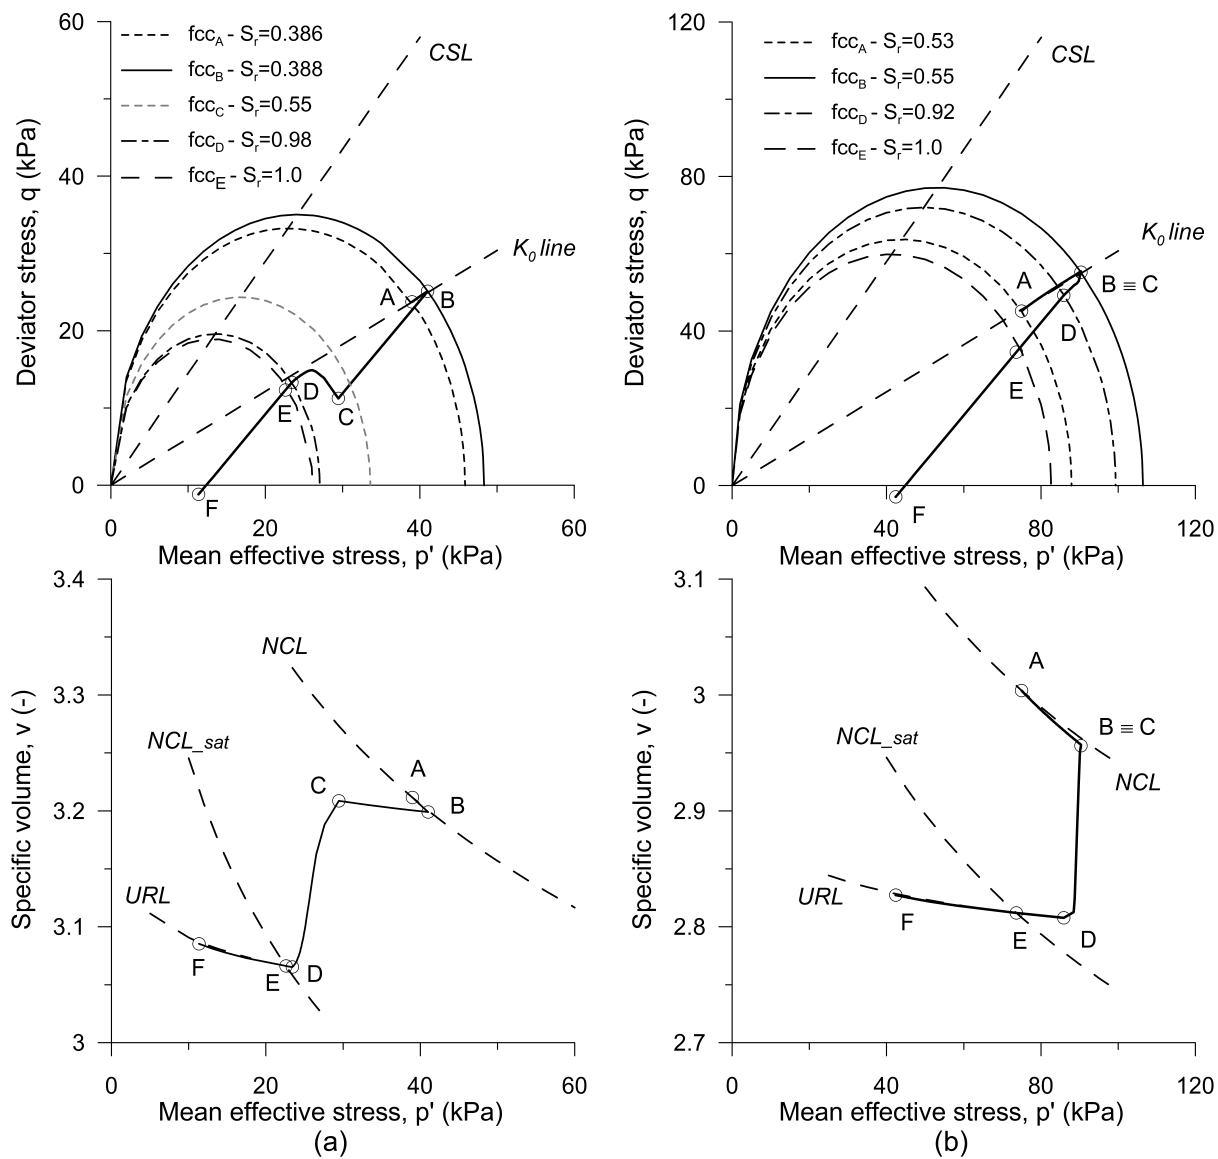 60
40
20
0
Deviator stress, q (kPa)
fcc_A - S_r=0.386
fcc_B - S_r=0.388
fcc_C - S_r=0.55
fcc_D - S_r=0.98
fcc_E - S_r=1.0
CSL
K_0 line
A
B
C
D
E
F
0 20 40 60
Mean effective stress, p' (kPa)
120
80
40
0
Deviator stress, q (kPa)
fcc_A - S_r=0.53
fcc_B - S_r=0.55
fcc_D - S_r=0.92
fcc_E - S_r=1.0
CSL
K_0 line
A
B ≡ C
D
E
F
0 40 80 120
Mean effective stress, p' (kPa)
3.4
3.3
3.2
3.1
3
Specific volume, v (-)
NCL
NCL_sat
URL
A
B
C
D
E
F
0 20 40 60
Mean effective stress, p' (kPa)
(a)
3.1
3
2.9
2.8
2.7
Specific volume, v (-)
A
B ≡ C
NCL
NCL_sat
URL
F
E
D
0 40 80 120
Mean effective stress, p' (kPa)
(b)